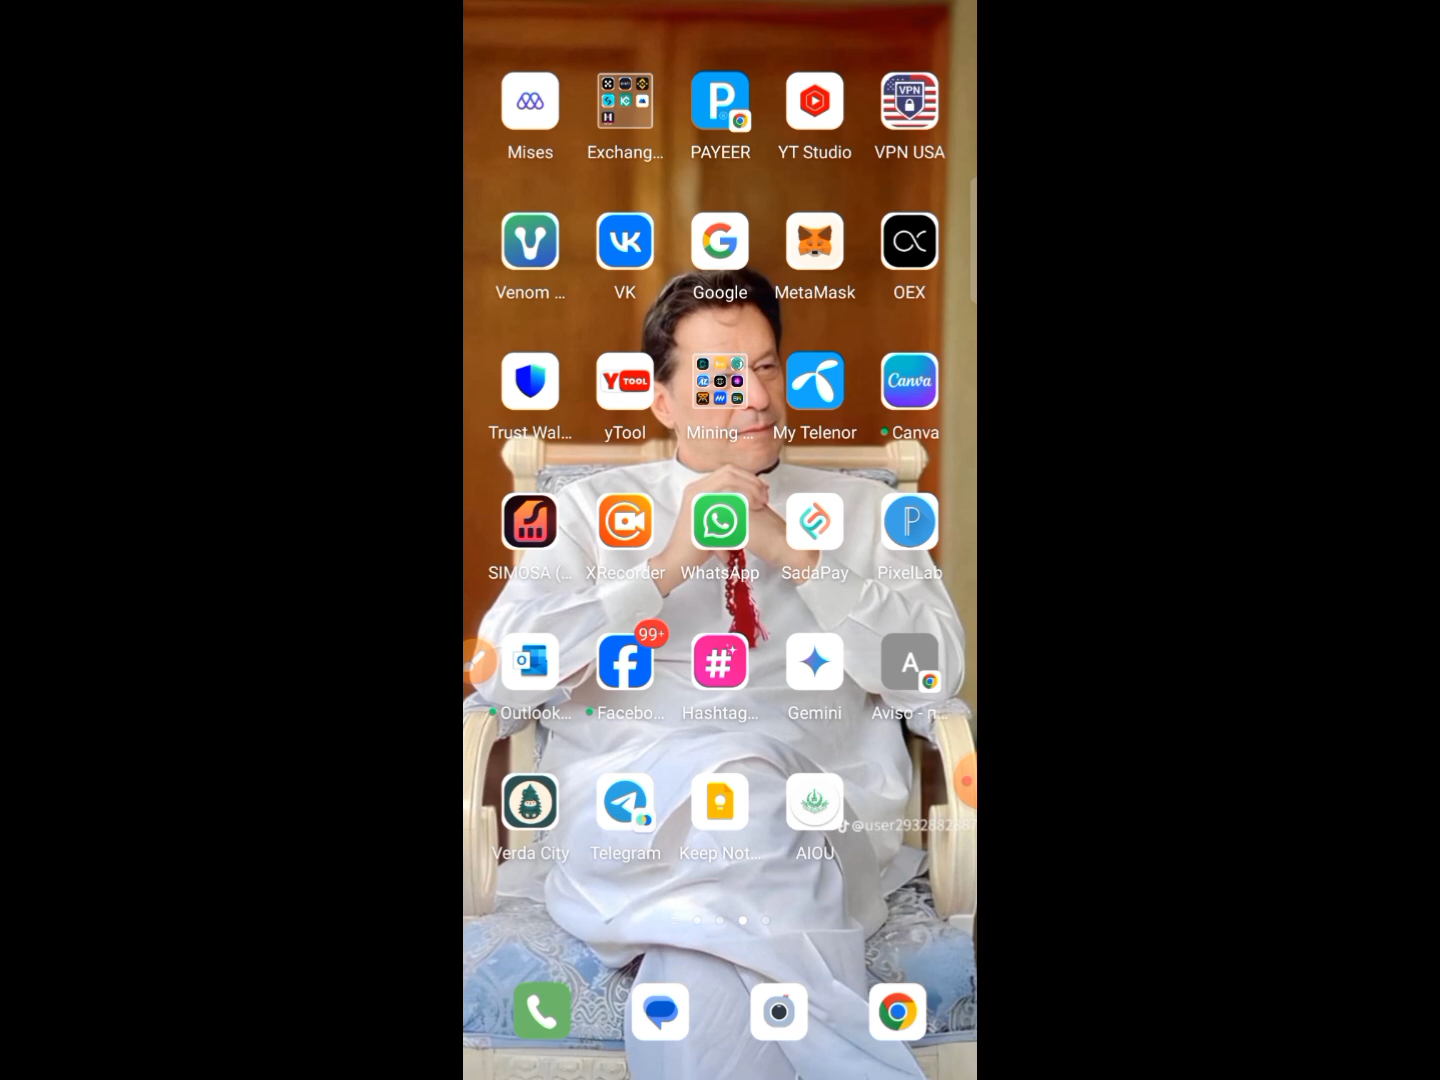 Mises Exchang... PAYEER YT Studio VPN USA
VPN
P
Venom ... VK Google MetaMask OEX
Trust Wal... yTool Mining ... My Telenor Canva
Y TOOL
Canva
SIMOSA (... XRecorder WhatsApp SadaPay PixelLab
99+
Outlook... Facebo... Hashtag... Gemini Aviso - п...
A
Verda City Telegram Keep Not... AIOU